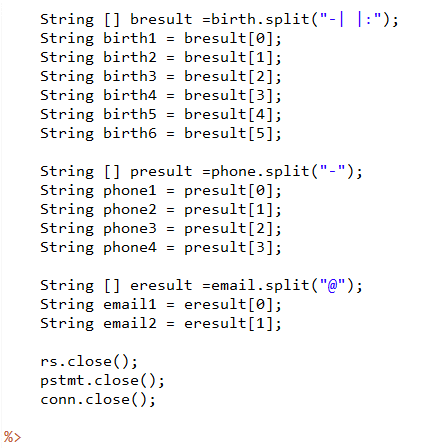 String [] bresult =birth.split("-| |:");
String birth1 = bresult[0];
String birth2 = bresult[1];
String birth3 = bresult[2];
String birth4 = bresult[3];
String birth5 = bresult[4];
String birth6 = bresult[5];
String [] presult =phone.split("-");
String phone1 = presult[0];
String phone2 = presult[1];
String phone3 = presult[2];
String phone4 = presult[3];
String [] eresult =email.split("@");
String email1 = eresult[0];
String email2 = eresult[1];
rs.close();
pstmt.close();
conn.close();
%>